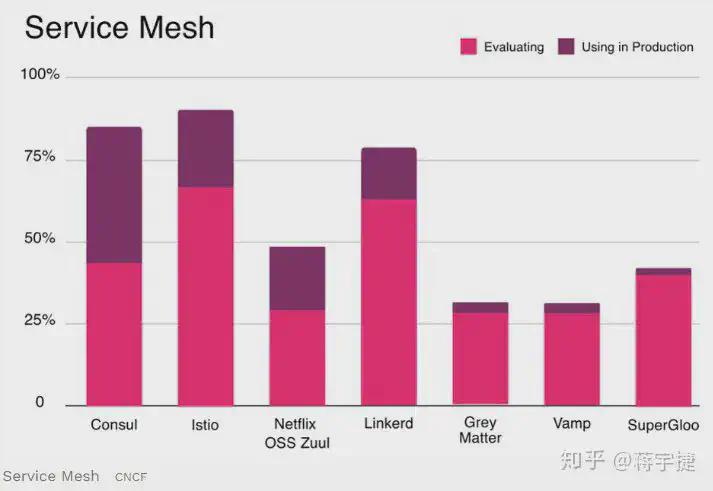 Service Mesh
Evaluating
Using in Production
100%
75%
50%
25%
0
Consul
Istio
Netflix
OSS Zuul
Linkerd
Grey
Matter
Vamp
SuperGloo
知乎 @蒋宇捷
Service Mesh CNCF